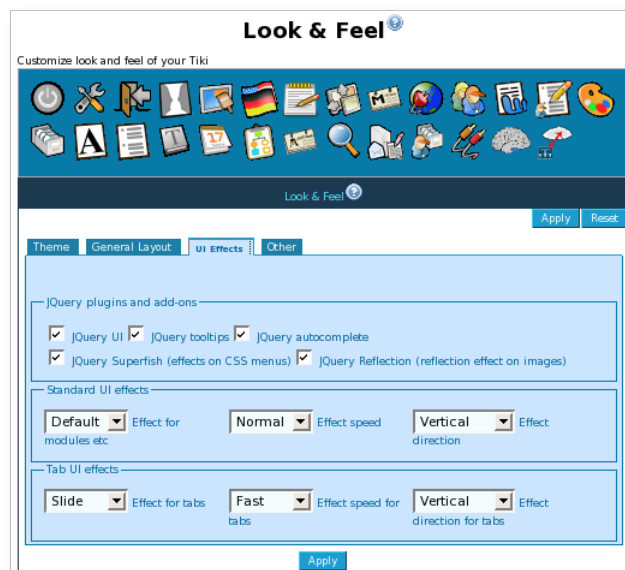 Look & Feel
Customize look and feel of your Tiki
M
17
A
T
Look & Feel
Apply Reset
Theme General Layout UI Effects Other
JQuery plugins and add-ons
JQuery UI JQuery tooltips JQuery autocomplete
JQuery Superfish (effects on CSS menus) JQuery Reflection (reflection effect on images)
Standard UI effects
Default Effect for modules etc Normal Effect speed Vertical Effect direction
Tab UI effects
Slide Effect for tabs Fast Effect speed for tabs Vertical Effect direction for tabs
Apply